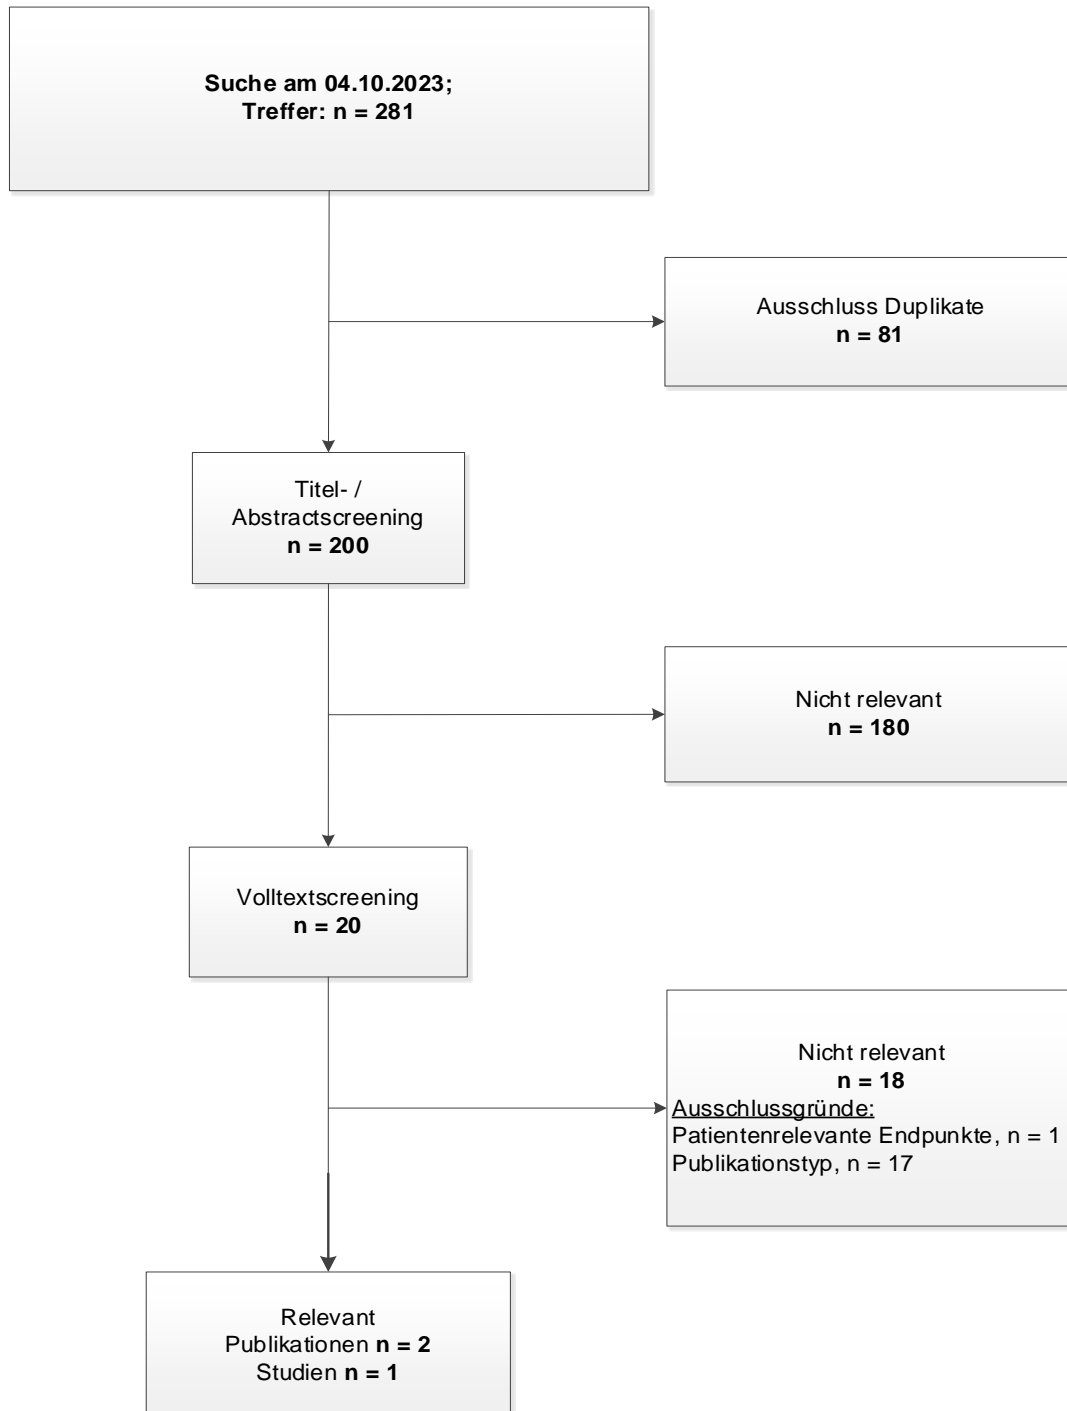 Suche am 04.10.2023;
Treffer: n = 281
Ausschluss Duplikate
n = 81
Titel- /
Abstractscreening
n = 200
Nicht relevant
n = 180
Volltextscreening
n = 20
Nicht relevant
n = 18
Ausschlussgründe:
Patientenrelevante Endpunkte, n = 1
Publikationstyp, n = 17
Relevant
Publikationen n = 2
Studien n = 1